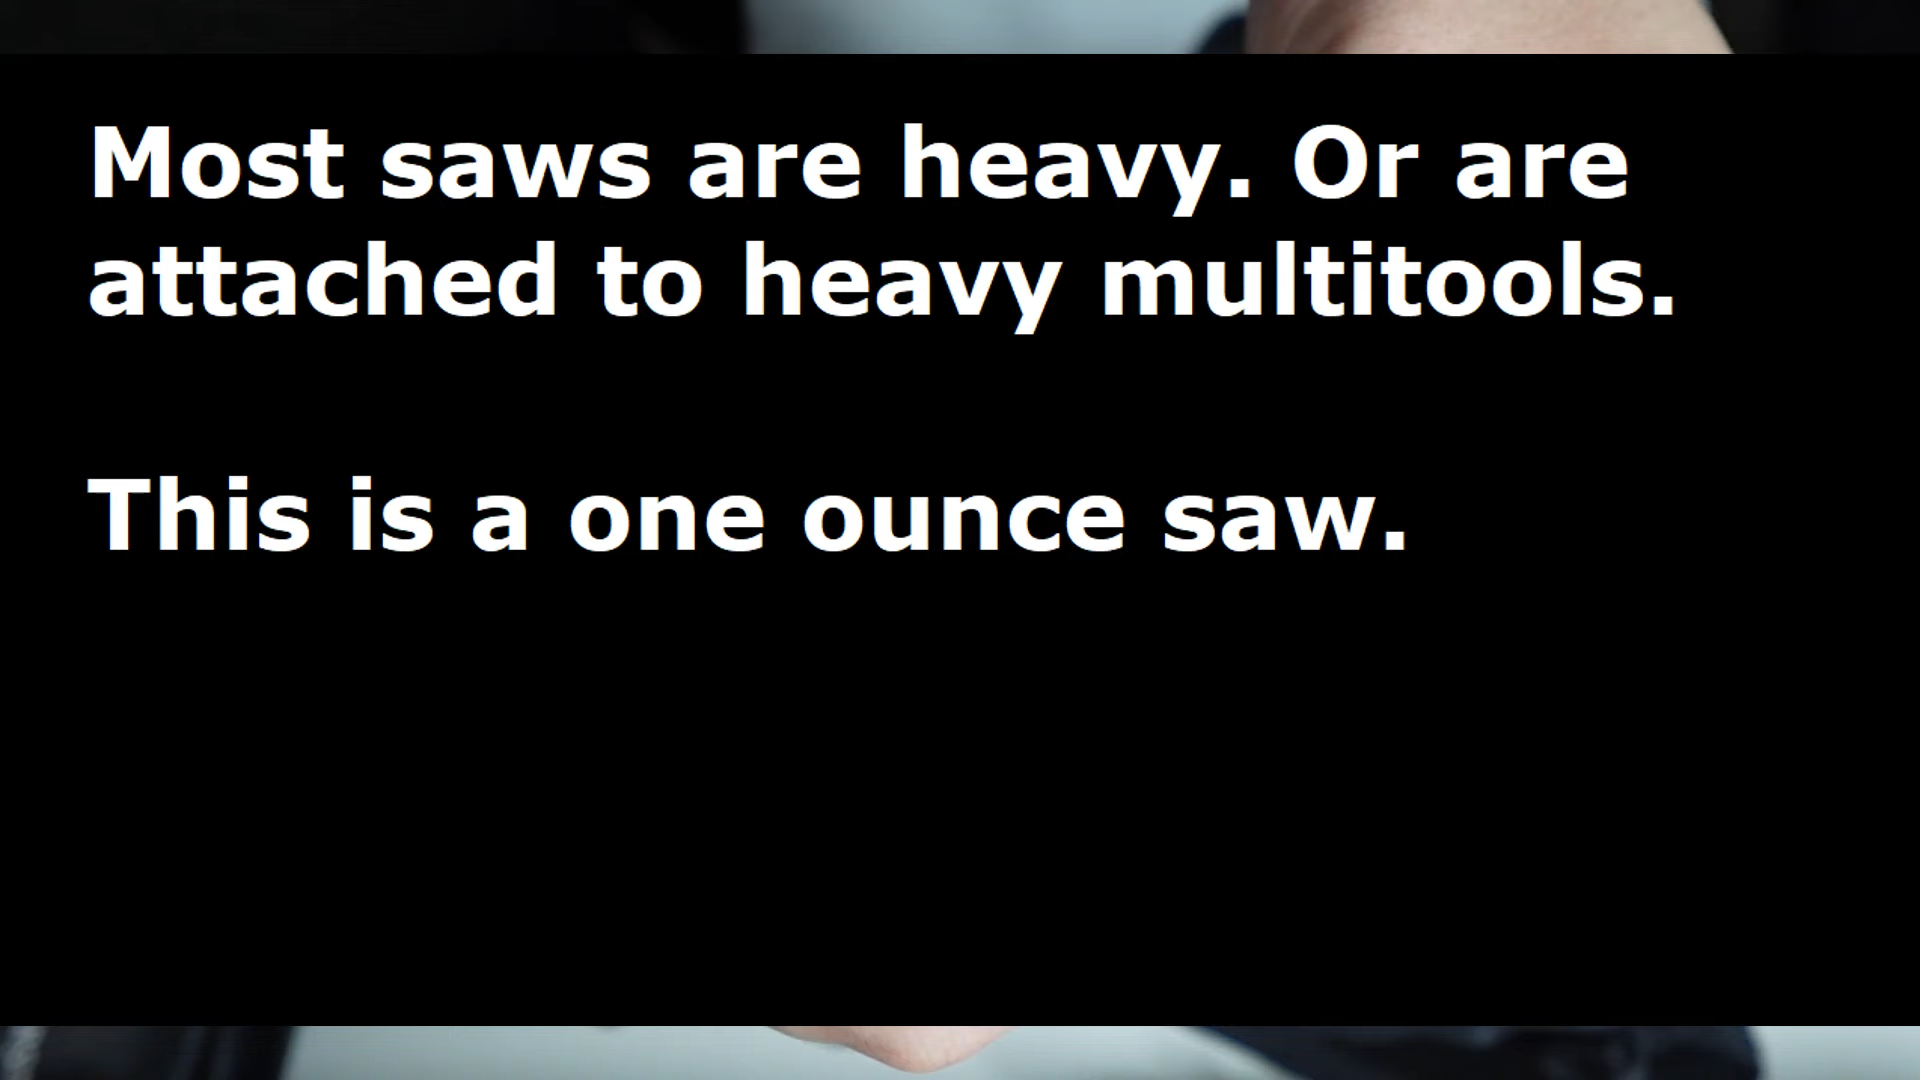 Most saws are heavy. Or are
attached to heavy multitools.
This is a one ounce saw.